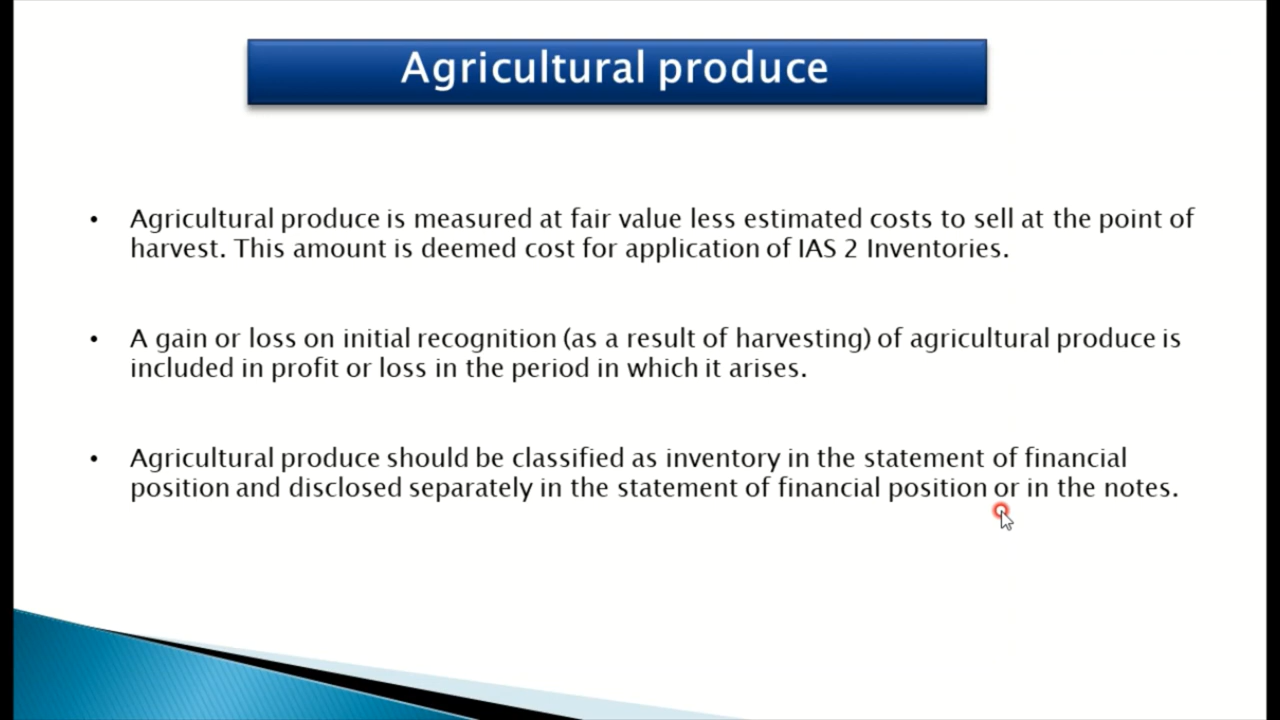 Agricultural produce
• Agricultural produce is measured at fair value less estimated costs to sell at the point of
harvest. This amount is deemed cost for application of IAS 2 Inventories.
• A gain or loss on initial recognition (as a result of harvesting) of agricultural produce is
included in profit or loss in the period in which it arises.
• Agricultural produce should be classified as inventory in the statement of financial
position and disclosed separately in the statement of financial position or in the notes.